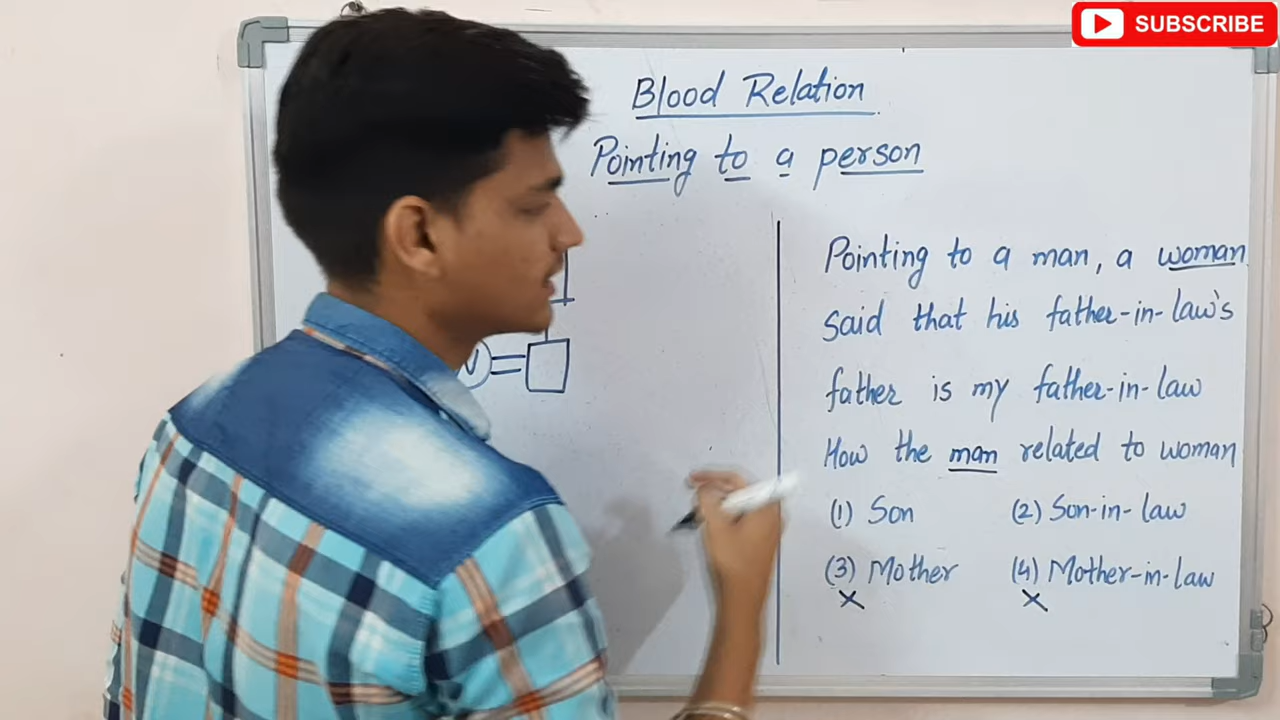 SUBSCRIBE
Blood Relation
Pointing to a person
Pointing to a man, a woman
said that his father-in-law's
father is my father-in-law
How the man related to woman
(1) Son (2) Son-in-law
(3) Mother (4) Mother-in-law